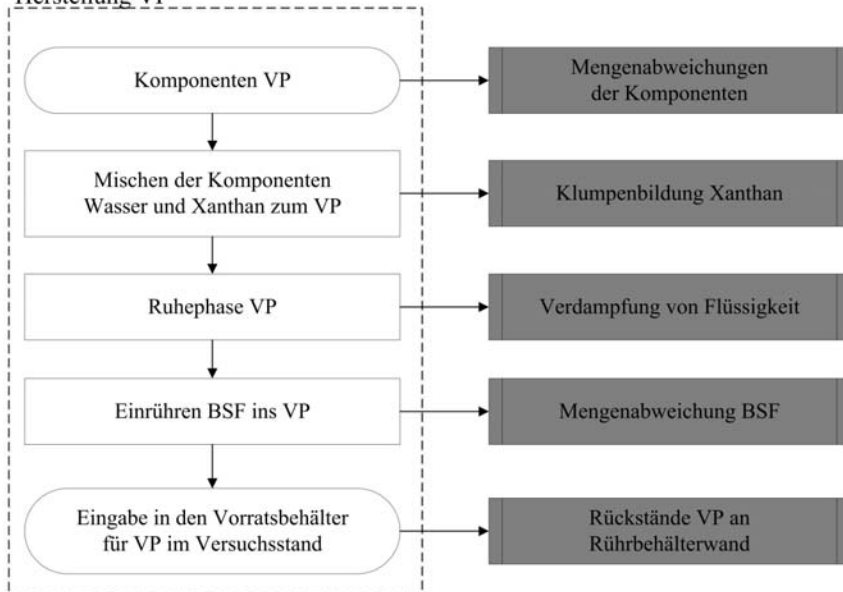 Herstellung VP
Komponenten VP
Mengenabweichungen
der Komponenten
Mischen der Komponenten
Wasser und Xanthan zum VP
Klumpenbildung Xanthan
Ruhephase VP
Verdampfung von Flüssigkeit
Einrühren BSF ins VP
Mengenabweichung BSF
Eingabe in den Vorratsbehälter
für VP im Versuchsstand
Rückstände VP an
Rührbehälterwand